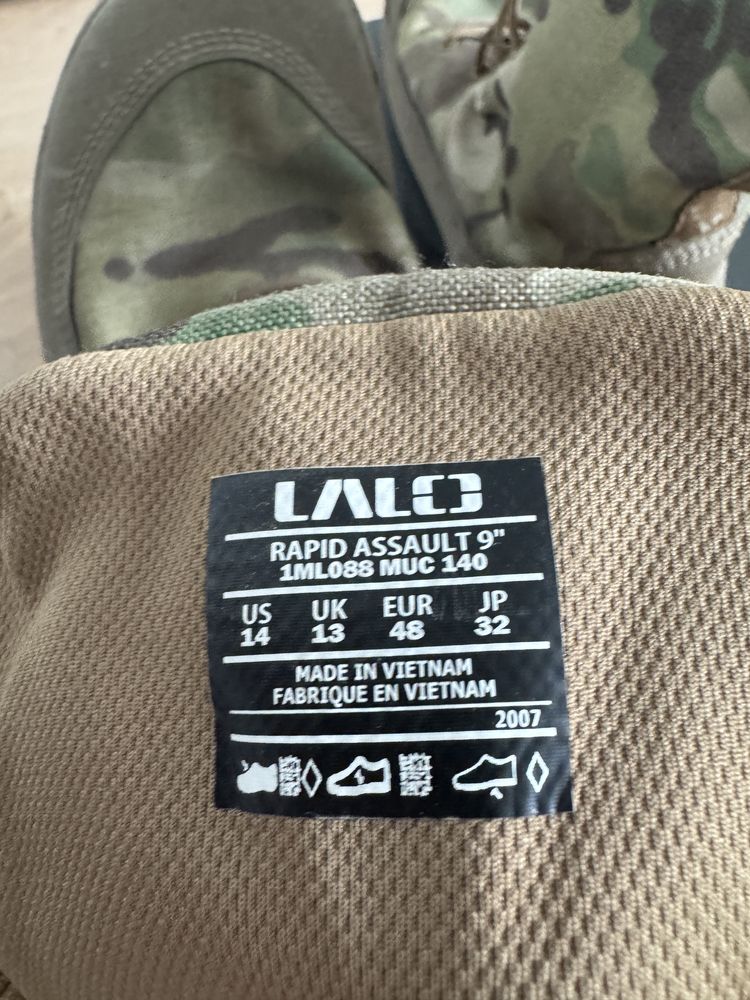 LALO
RAPID ASSAULT 9"
1ML088 MUC 140
US UK EUR JP
14 13 48 32
MADE IN VIETNAM
FABRIQUE EN VIETNAM
2007